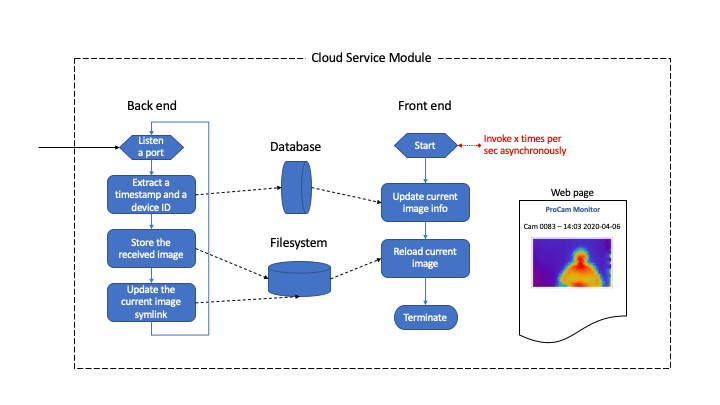 Cloud Service Module
Back end
Front end
Listen
a port
Extract a
timestamp and a
device ID
Store the
received image
Update the
current image
symlink
Database
Filesystem
Start
Invoke x times per
sec asynchronously
Update current
image info
Reload current
image
Terminate
Web page
ProCam Monitor
Cam 0083 – 14:03 2020-04-06